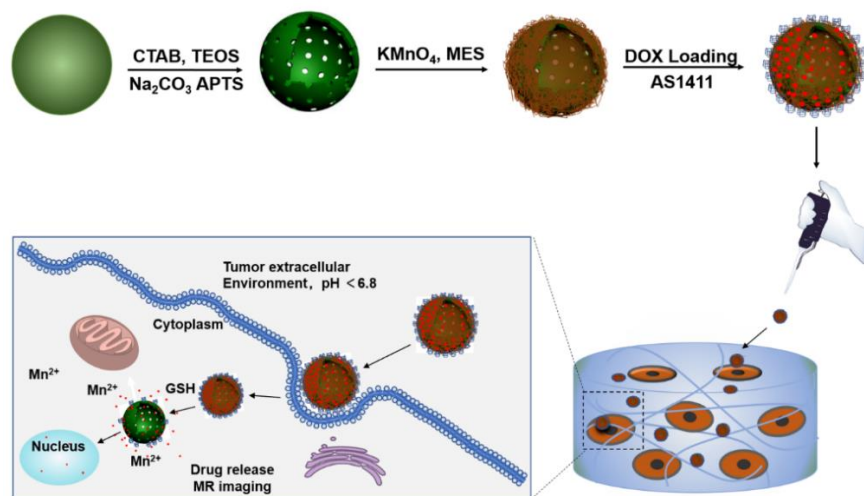 CTAB, TEOS
Na₂CO₃ APTS
KMnO₄, MES
DOX Loading
AS1411
Tumor extracellular
Environment, pH < 6.8
Cytoplasm
Mn²⁺
Mn²⁺
GSH
Nucleus
Mn²⁺
Drug release
MR imaging